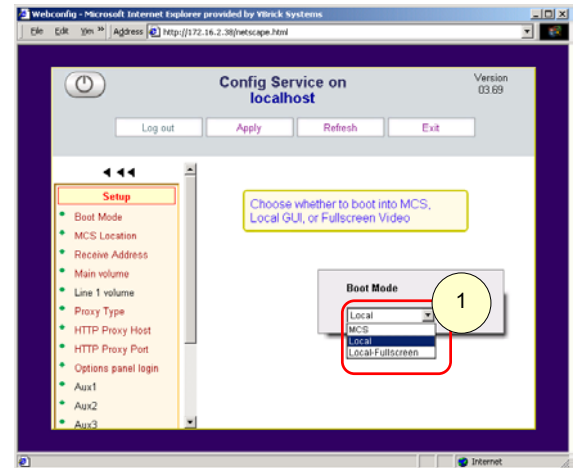 Webconfig - Microsoft Internet Explorer provided by VBrick Systems
File Edit View » Address http://172.16.2.38/netscape.html
Config Service on
localhost
Version
03.69
Log out Apply Refresh Exit
Setup
Boot Mode
MCS Location
Receive Address
Main volume
Line 1 volume
Proxy Type
HTTP Proxy Host
HTTP Proxy Port
Options panel login
Aux1
Aux2
Aux3
Choose whether to boot into MCS,
Local GUI, or Fullscreen Video
Boot Mode
1
Local
MCS
Local
Local-Fullscreen
Internet